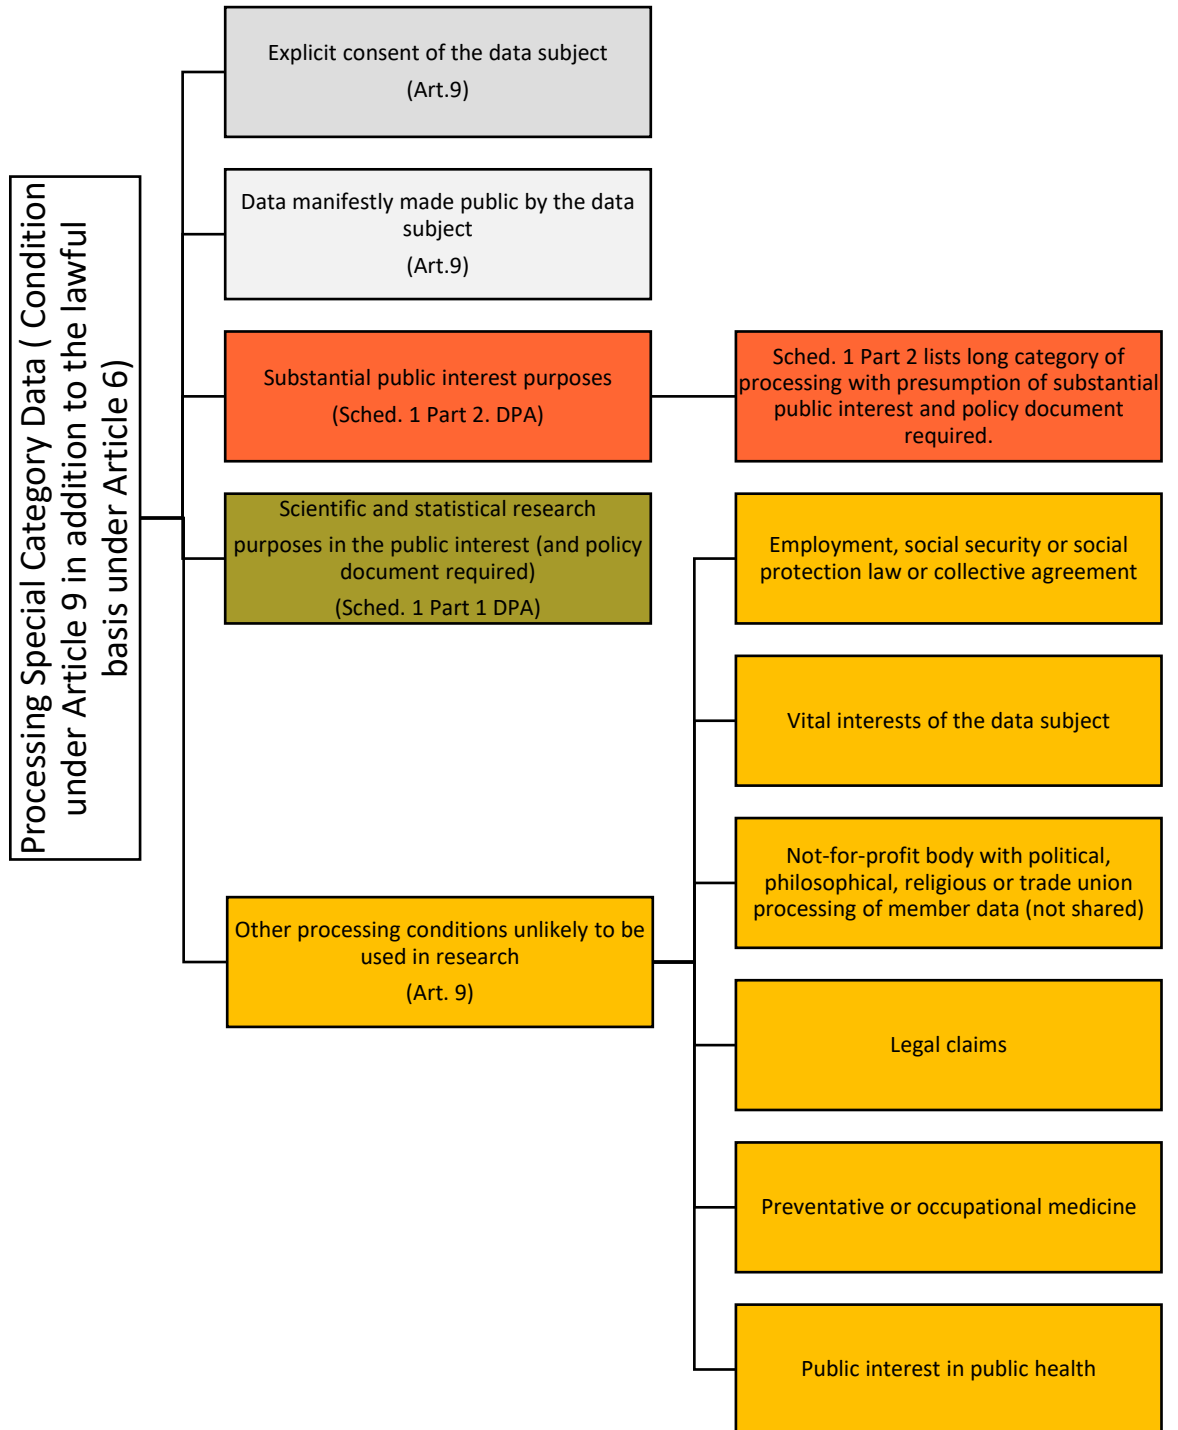 Processing Special Category Data ( Condition
under Article 9 in addition to the lawful
basis under Article 6)
Explicit consent of the data subject
(Art.9)
Data manifestly made public by the data
subject
(Art.9)
Substantial public interest purposes
(Sched. 1 Part 2. DPA)
Sched. 1 Part 2 lists long category of
processing with presumption of substantial
public interest and policy document
required.
Scientific and statistical research
purposes in the public interest (and policy
document required)
(Sched. 1 Part 1 DPA)
Other processing conditions unlikely to be
used in research
(Art. 9)
Employment, social security or social
protection law or collective agreement
Vital interests of the data subject
Not-for-profit body with political,
philosophical, religious or trade union
processing of member data (not shared)
Legal claims
Preventative or occupational medicine
Public interest in public health